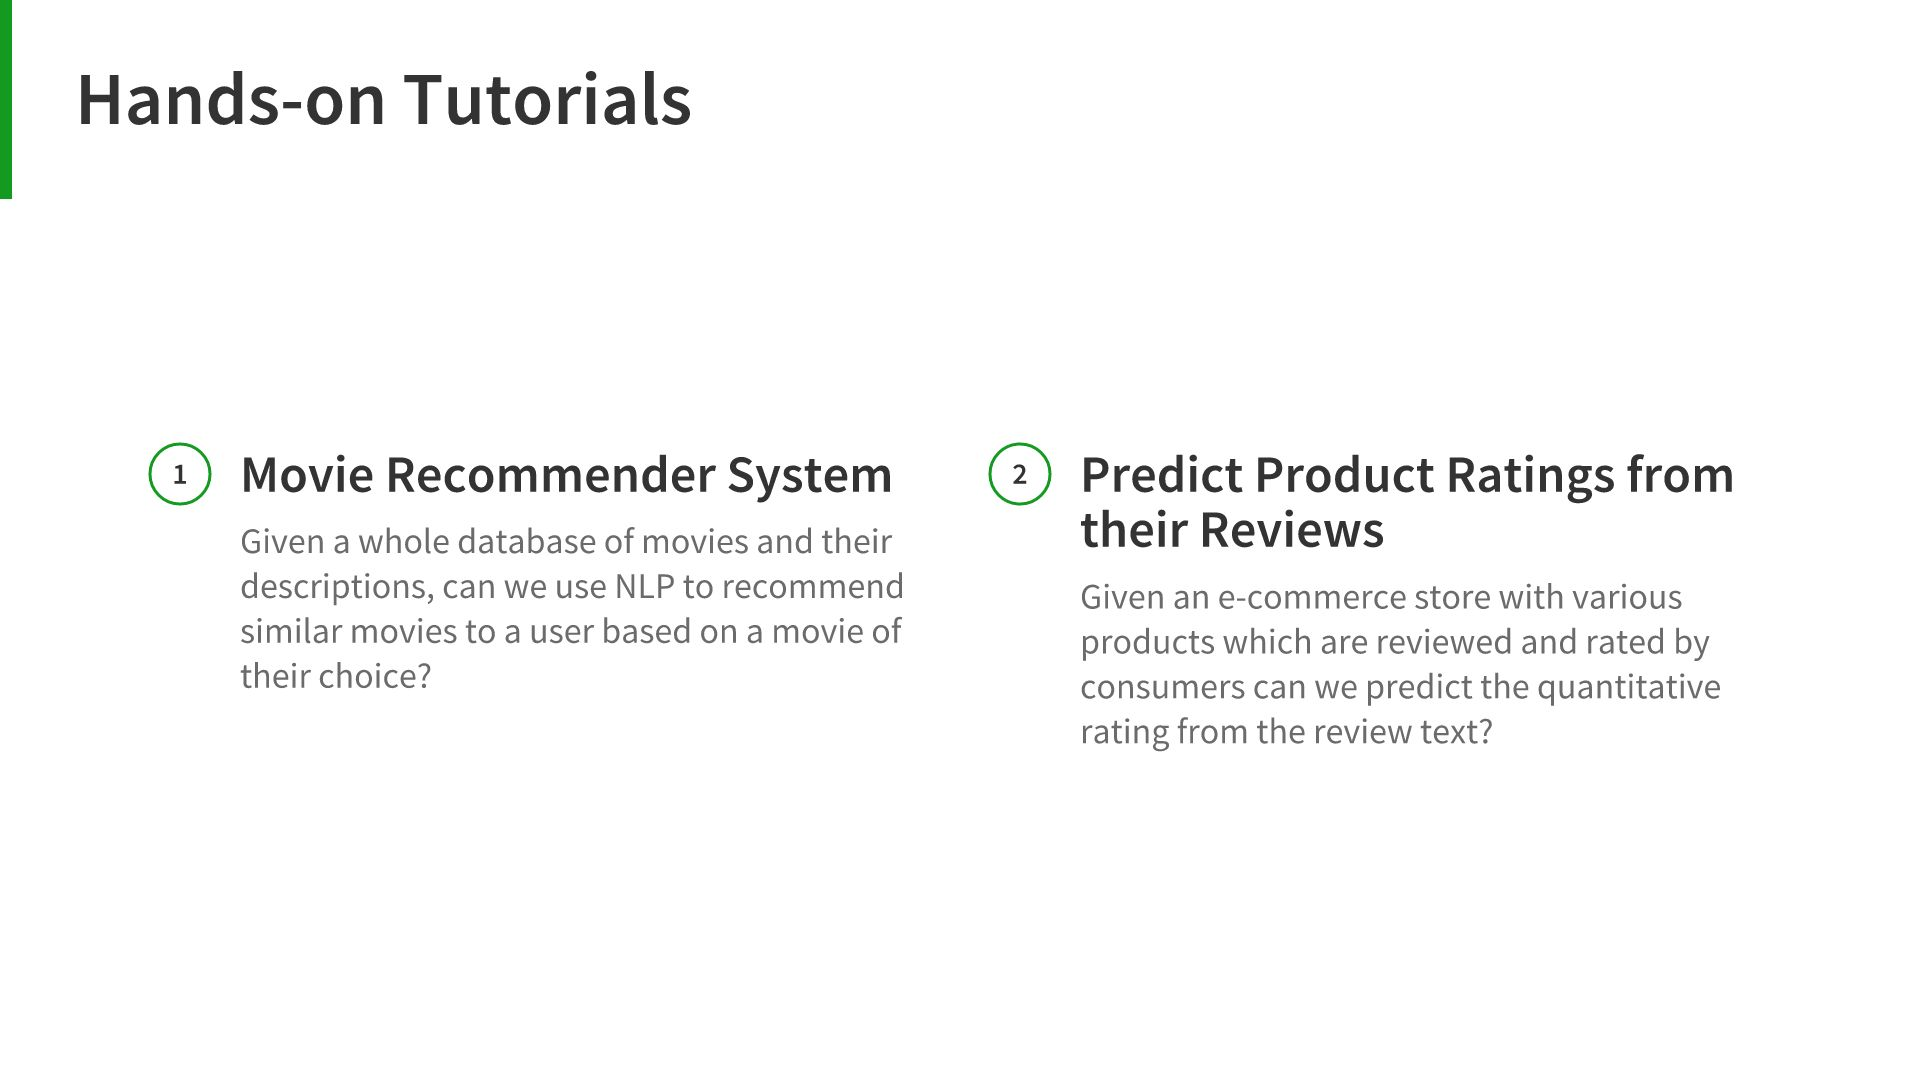 Hands-on Tutorials
1
Movie Recommender System
Given a whole database of movies and their
descriptions, can we use NLP to recommend
similar movies to a user based on a movie of
their choice?
2
Predict Product Ratings from
their Reviews
Given an e-commerce store with various
products which are reviewed and rated by
consumers can we predict the quantitative
rating from the review text?